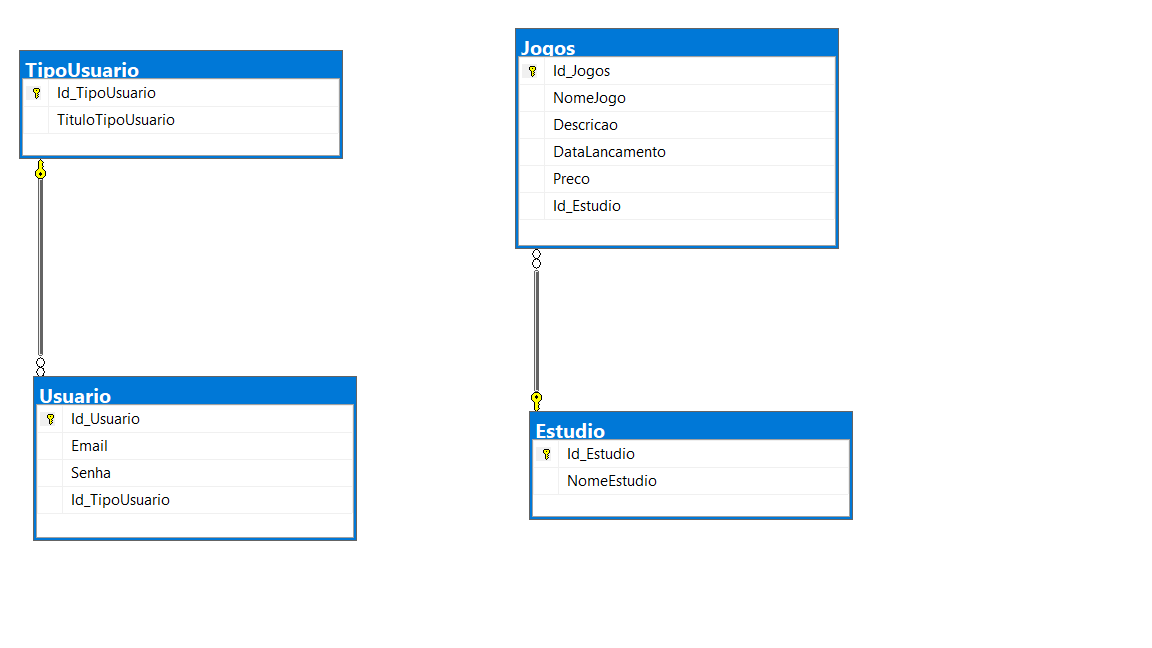 TipoUsuario
Id_TipoUsuario
TituloTipoUsuario
Usuario
Id_Usuario
Email
Senha
Id_TipoUsuario
Jogos
Id_Jogos
NomeJogo
Descricao
DataLancamento
Preco
Id_Estudio
Estudio
Id_Estudio
NomeEstudio